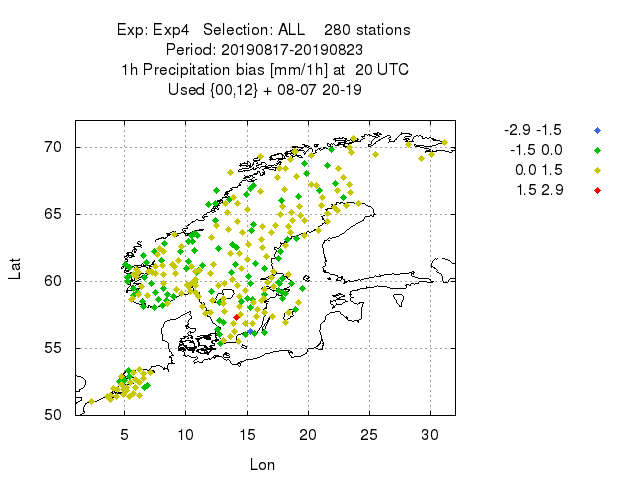 Exp: Exp4 Selection: ALL 280 stations
Period: 20190817-20190823
1h Precipitation bias [mm/1h] at 20 UTC
Used {00,12} + 08-07 20-19
-2.9 -1.5
-1.5 0.0
0.0 1.5
1.5 2.9
70
65
60
55
50
Lat
5 10 15 20 25 30
Lon